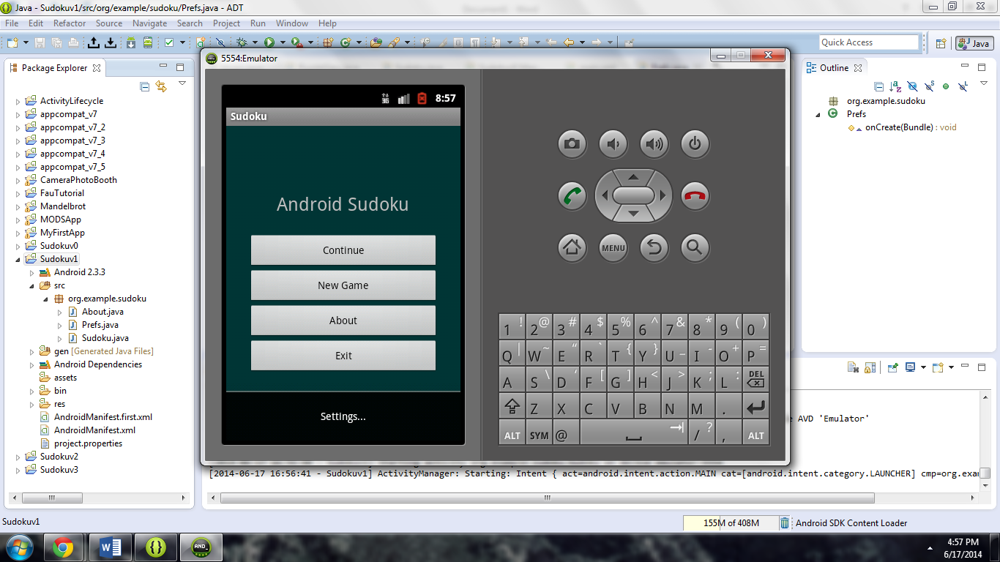 Java - Sudokuv1/src/org/example/sudoku/Prefs.java - ADT
File Edit Refactor Source Navigate Search Project Run Window Help
Quick Access
Java
Package Explorer
ActivityLifecycle
appcompat_v7
appcompat_v7_2
appcompat_v7_3
appcompat_v7_4
appcompat_v7_5
CameraPhotoBooth
FauTutorial
Mandelbrot
MODSApp
MyFirstApp
Sudokuv0
Sudokuv1
Android 2.3.3
src
org.example.sudoku
About.java
Prefs.java
Sudoku.java
gen [Generated Java Files]
Android Dependencies
assets
bin
res
AndroidManifest.first.xml
AndroidManifest.xml
project.properties
Sudokuv2
Sudokuv3
5554:Emulator
3G 8:57
Sudoku
Android Sudoku
Continue
New Game
About
Exit
Settings...
MENU
1 ! 2 @ 3 # 4 $ 5 % 6 ^ 7 & 8 * 9 ( 0 )
Q | W ~ E “ R ` T { Y } U _ I - O + P =
A S \ D ‘ F [ G ] H < J > K ; L : DEL
Z X C V B N M .
ALT SYM @ / ? , ALT
Outline
org.example.sudoku
Prefs
onCreate(Bundle) : void
e AVD 'Emulator'
[2014-06-17 16:56:41 - Sudokuv1] ActivityManager: Starting: Intent { act=android.intent.action.MAIN cat=[android.intent.category.LAUNCHER] cmp=org.exam
Sudokuv1
155M of 408M
Android SDK Content Loader
AND_
4:57 PM
6/17/2014